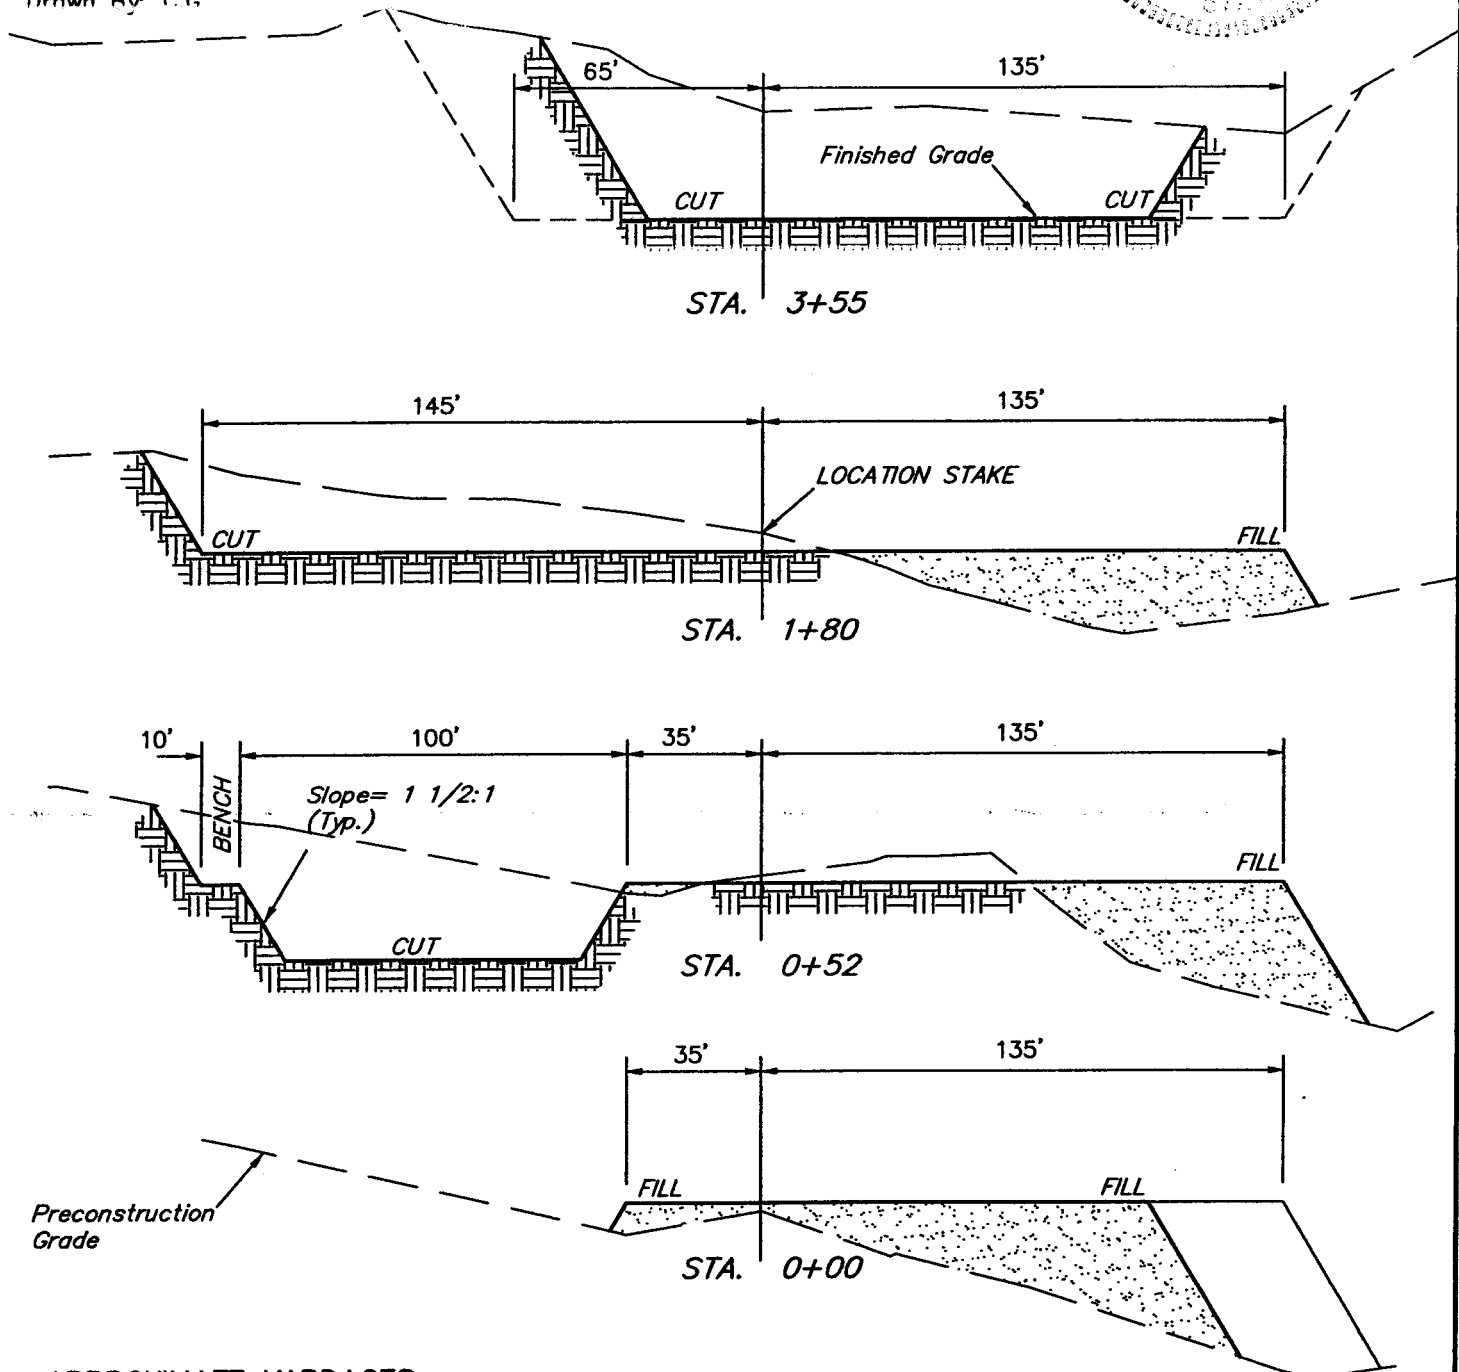 Drawn By
65'
135'
Finished Grade
CUT
CUT
STA. 3+55
145'
135'
LOCATION STAKE
CUT
FILL
STA. 1+80
10'
100'
35'
135'
BENCH
Slope= 1 1/2:1
(Typ.)
FILL
CUT
STA. 0+52
35'
135'
FILL
FILL
Preconstruction
Grade
STA. 0+00